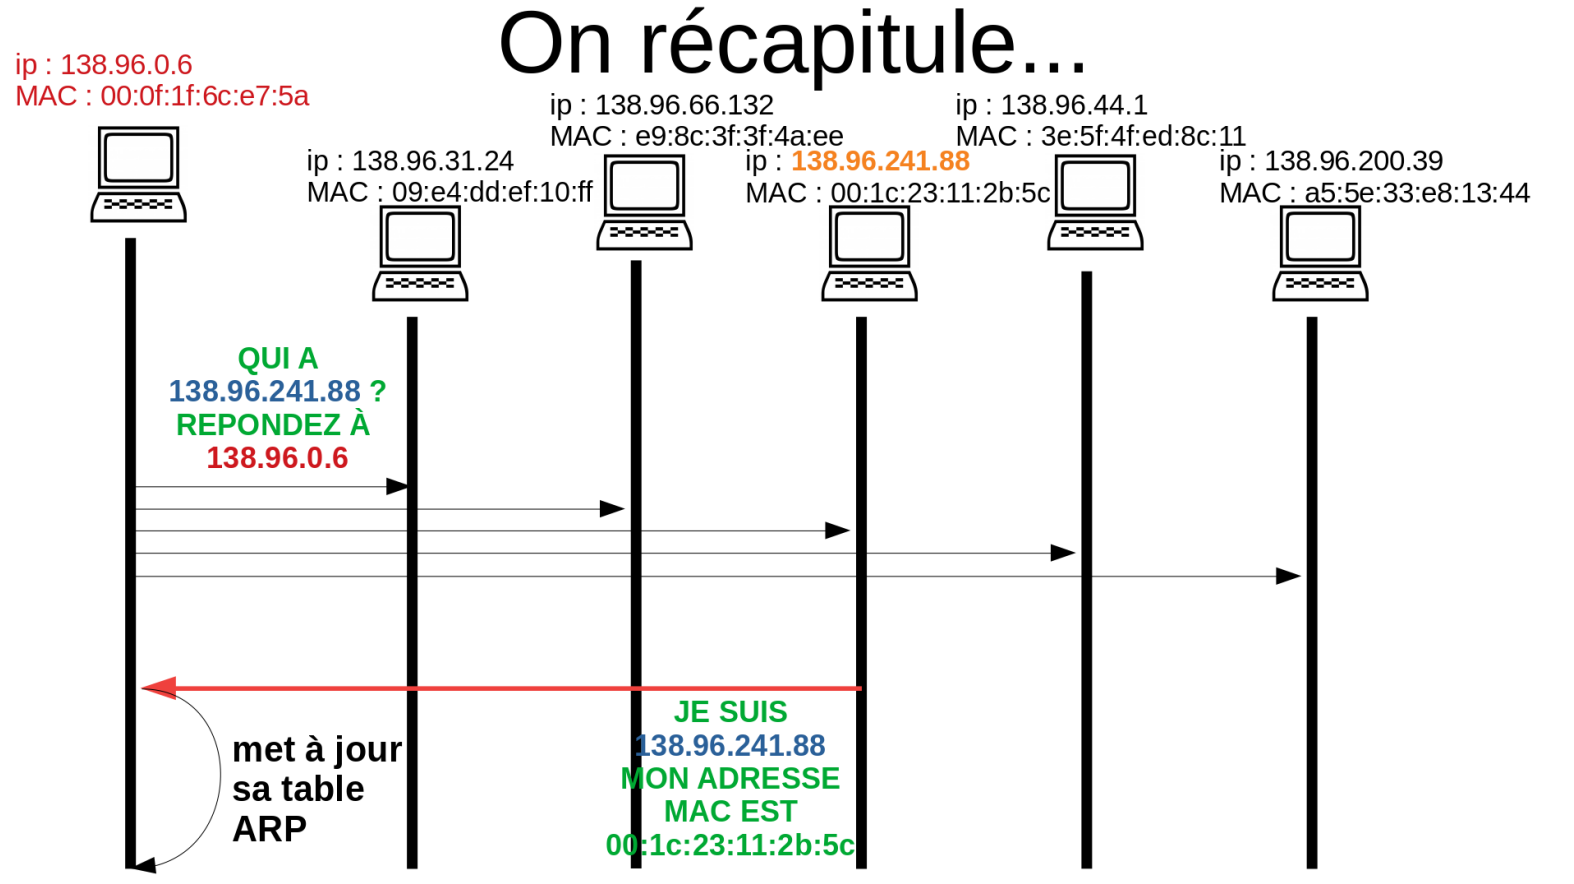 On récapitule...
ip : 138.96.0.6
MAC : 00:0f:1f:6c:e7:5a
ip : 138.96.31.24
MAC : 09:e4:dd:ef:10:ff
ip : 138.96.66.132
MAC : e9:8c:3f:3f:4a:ee
ip : 138.96.241.88
MAC : 00:1c:23:11:2b:5c
ip : 138.96.44.1
MAC : 3e:5f:4f:ed:8c:11
ip : 138.96.200.39
MAC : a5:5e:33:e8:13:44
QUI A
138.96.241.88 ?
REPONDEZ À
138.96.0.6
JE SUIS
138.96.241.88
MON ADRESSE
MAC EST
00:1c:23:11:2b:5c
met à jour
sa table
ARP